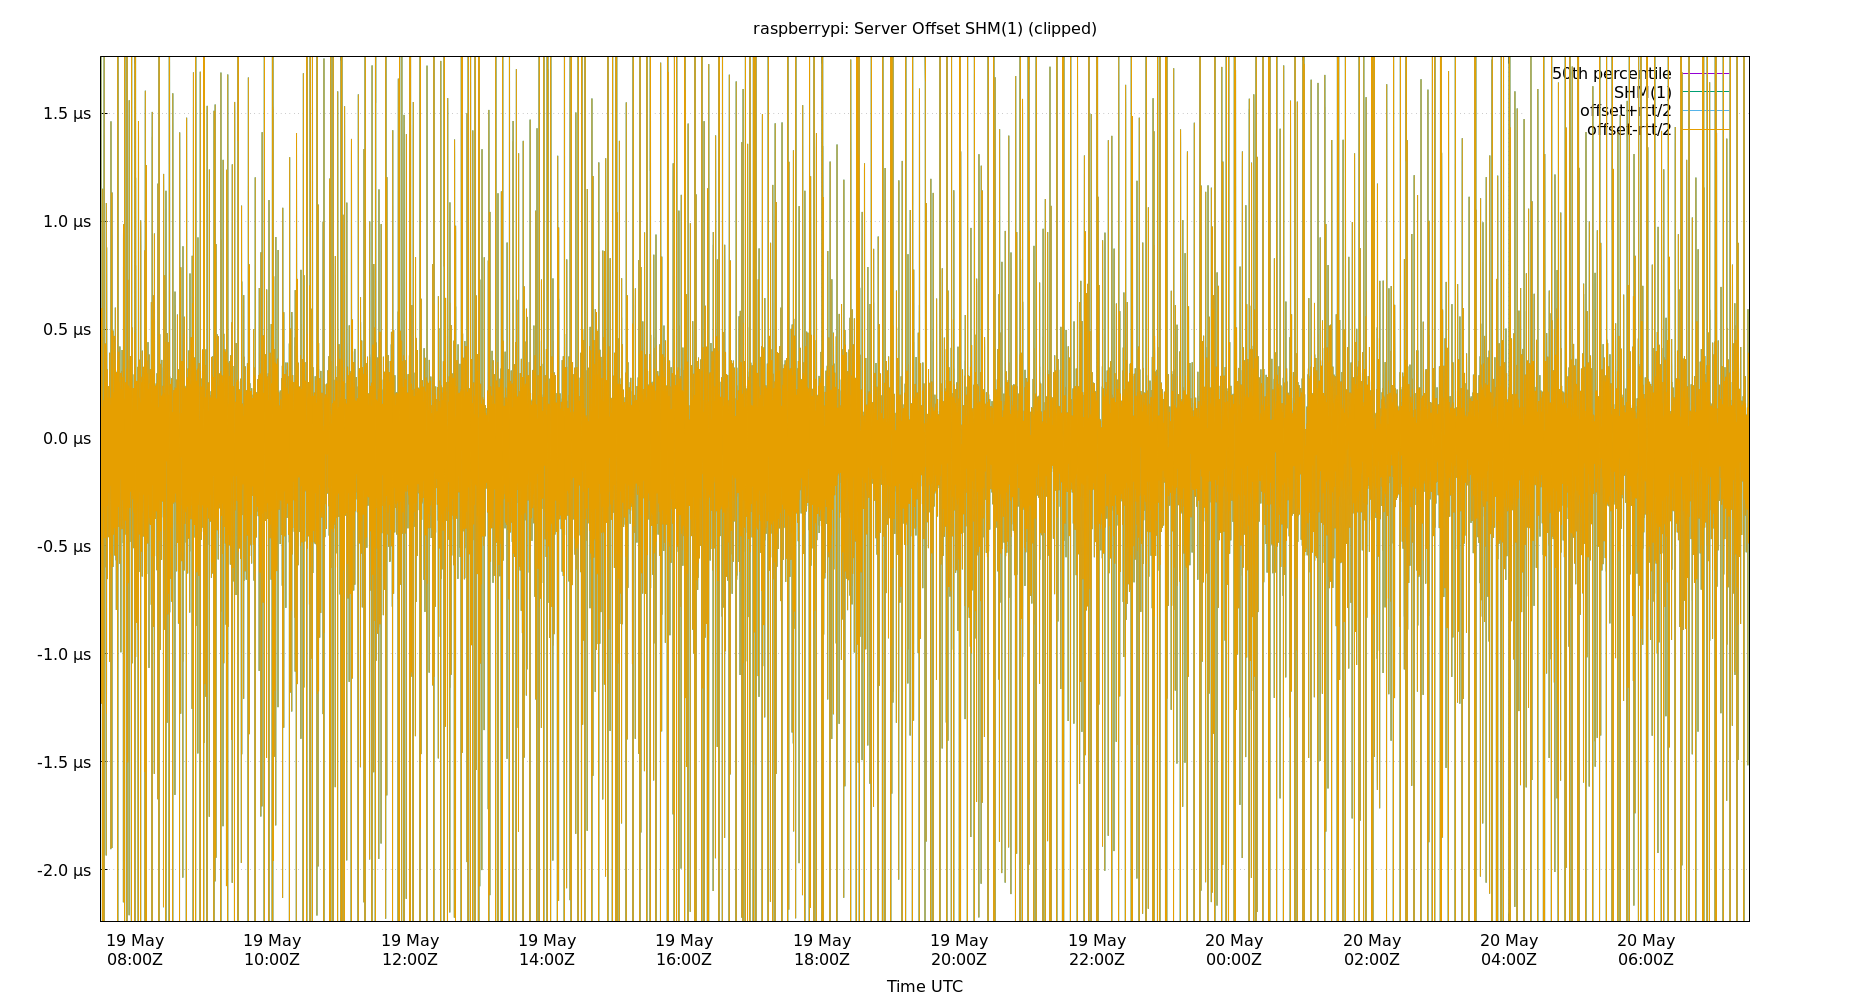 raspberrypi: Server Offset SHM(1) (clipped)
50th percentile
SHM(1)
offset+rtt/2
offset-rtt/2
1.5 µs
1.0 µs
0.5 µs
0.0 µs
-0.5 µs
-1.0 µs
-1.5 µs
-2.0 µs
19 May 19 May 19 May 19 May 19 May 19 May 19 May 19 May 20 May 20 May 20 May 20 May
08:00Z 10:00Z 12:00Z 14:00Z 16:00Z 18:00Z 20:00Z 22:00Z 00:00Z 02:00Z 04:00Z 06:00Z
Time UTC